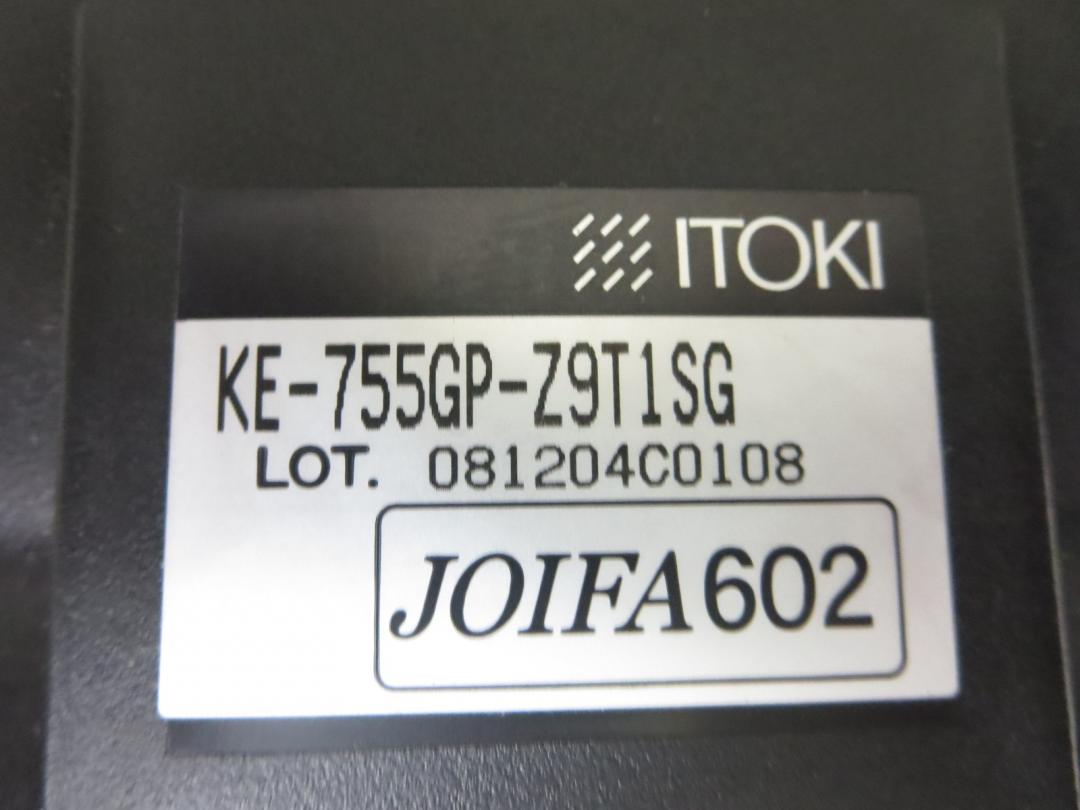 ITOKI
KE-755GP-Z9T1SG
LOT. 081204C0108
JOIFA602